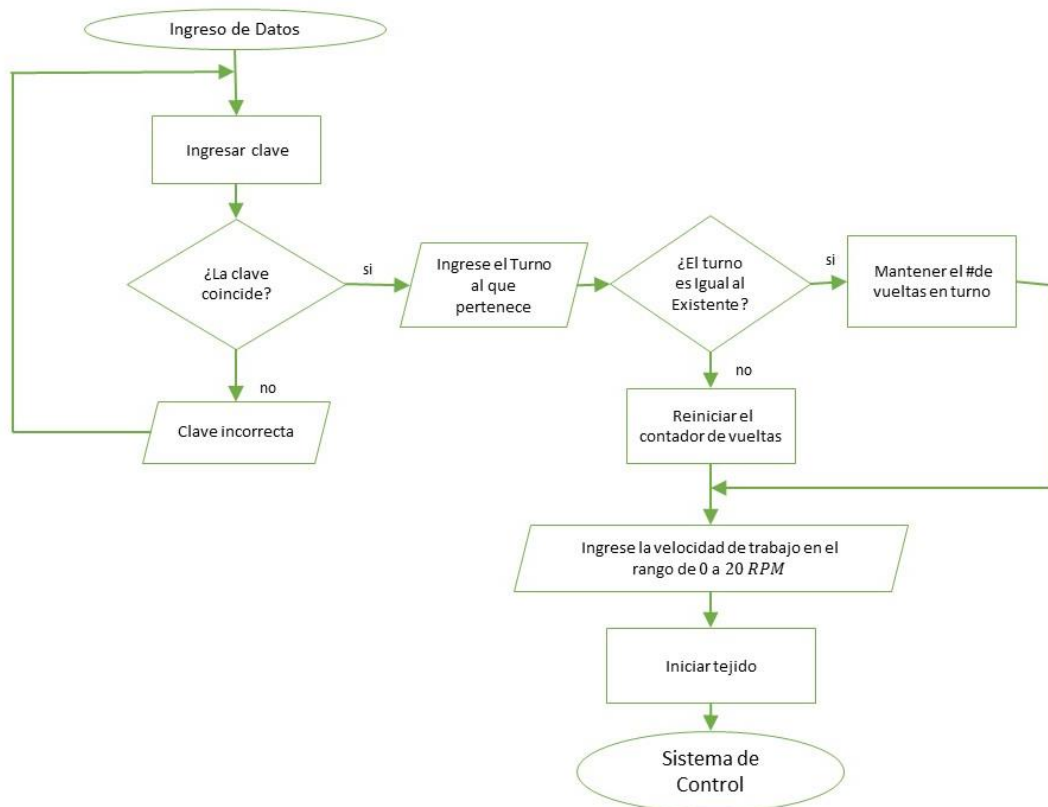 Ingreso de Datos
Ingresar clave
¿La clave
coincide?
si
no
Clave incorrecta
Ingrese el Turno
al que
pertenece
¿El turno
es Igual al
Existente?
si
Mantener el #de
vueltas en turno
no
Reiniciar el
contador de vueltas
Ingrese la velocidad de trabajo en el
rango de 0 a 20 RPM
Iniciar tejido
Sistema de
Control